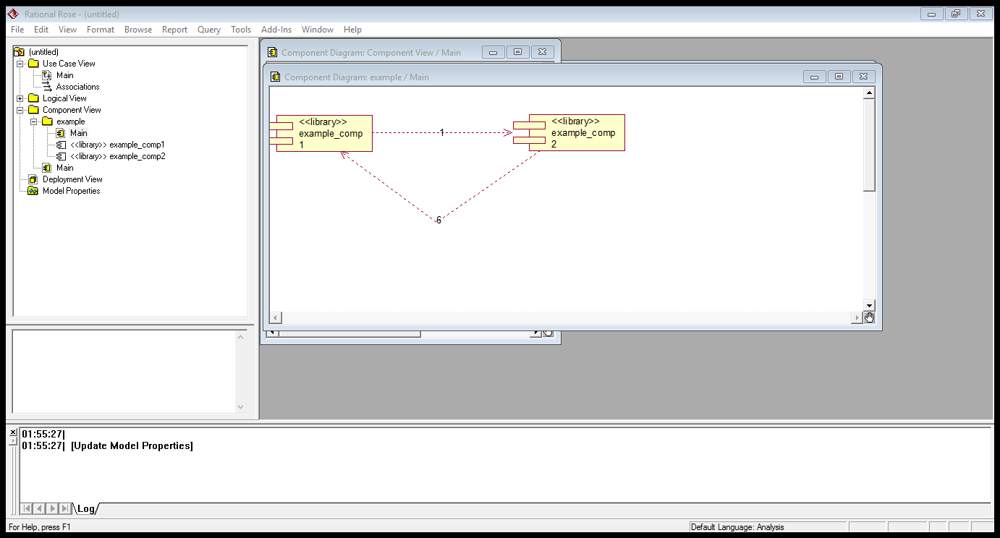 Rational Rose - (untitled)
File Edit View Format Browse Report Query Tools Add-Ins Window Help
(untitled)
Use Case View
Main
Associations
Logical View
Component View
example
Main
<<library>> example_comp1
<<library>> example_comp2
Main
Deployment View
Model Properties
Component Diagram: Component View / Main
Component Diagram: example / Main
<<library>>
example_comp
1
1
<<library>>
example_comp
2
6
01:55:27|
01:55:27| [Update Model Properties]
Log
For Help, press F1
Default Language: Analysis